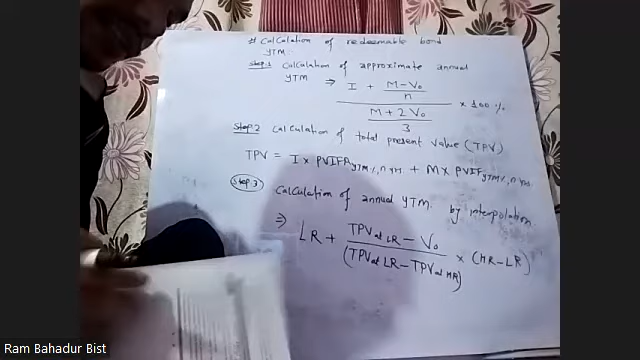 # Calculation of redeemable bond
YTM.
Step:1 Calculation of approximate annual
YTM ⇒ I + (M - V₀)/n
(M + 2V₀)/3 × 100 %
Step:2 Calculation of total present value (TPV)
TPV = I × PVIFA YTM%, n yrs. + M × PVIF YTM%, n yrs.
Step:3 Calculation of annual YTM. by interpolation.
⇒ LR + (TPV at LR - V₀)/(TPV at LR - TPV at HR) × (HR - LR)
Ram Bahadur Bist